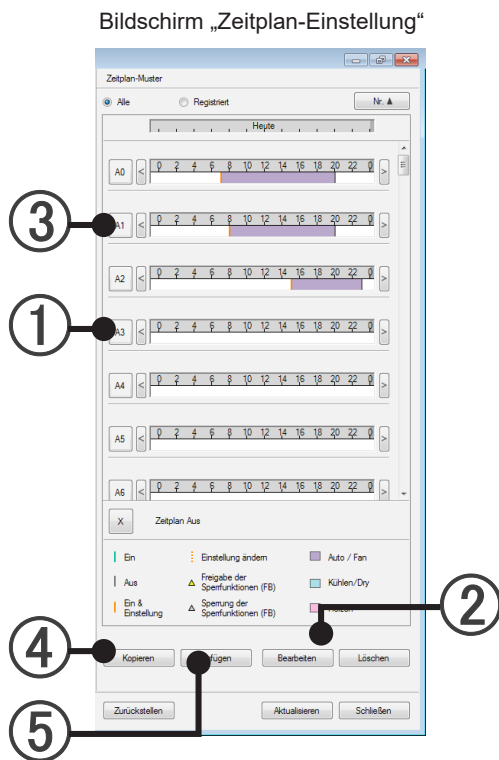 Bildschirm „Zeitplan-Einstellung“
Zeitplan-Muster
Alle Registriert Nr. ▲
Heute
A0 < 0 2 4 6 8 10 12 14 16 18 20 22 0 >
③
A1 < 0 2 4 6 8 10 12 14 16 18 20 22 0 >
A2 < 0 2 4 6 8 10 12 14 16 18 20 22 0 >
①
A3 < 0 2 4 6 8 10 12 14 16 18 20 22 0 >
A4 < 0 2 4 6 8 10 12 14 16 18 20 22 0 >
A5 < 0 2 4 6 8 10 12 14 16 18 20 22 0 >
A6 < 0 2 4 6 8 10 12 14 16 18 20 22 0 >
X Zeitplan Aus
Ein Einstellung ändern Auto / Fan
Aus Freigabe der Sperrfunktionen (FB) Kühlen/Dry
Ein & Einstellung Sperrung der Sperrfunktionen (FB)
②
④
Kopieren Bearbeiten Löschen
⑤
Zurückstellen Aktualisieren Schließen